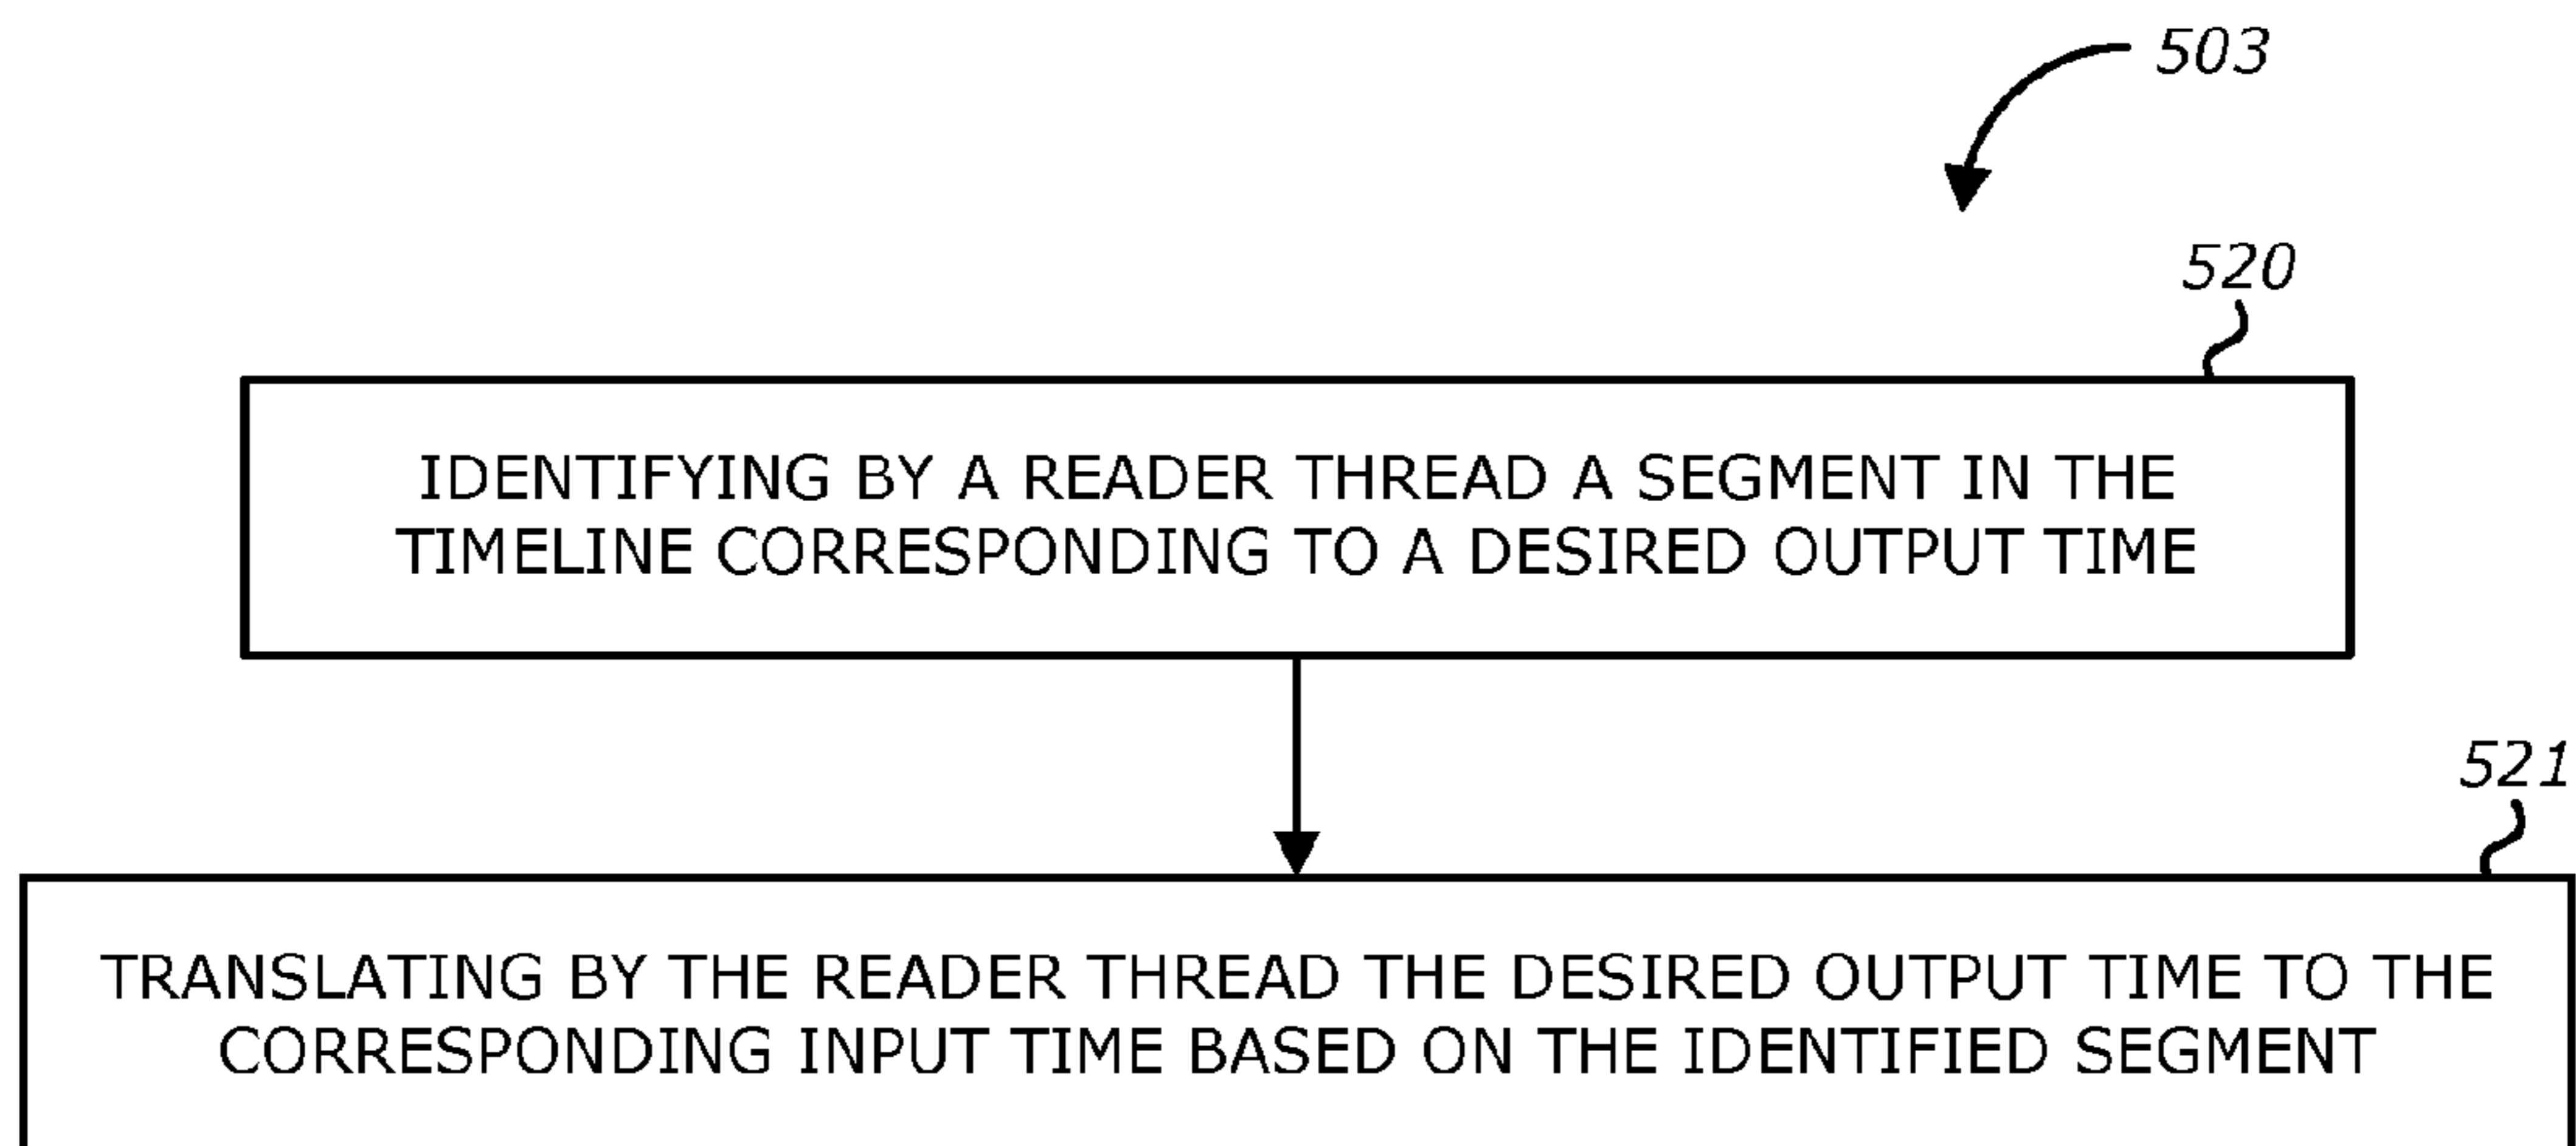 503
520
IDENTIFYING BY A READER THREAD A SEGMENT IN THE
TIMELINE CORRESPONDING TO A DESIRED OUTPUT TIME
521
TRANSLATING BY THE READER THREAD THE DESIRED OUTPUT TIME TO THE
CORRESPONDING INPUT TIME BASED ON THE IDENTIFIED SEGMENT